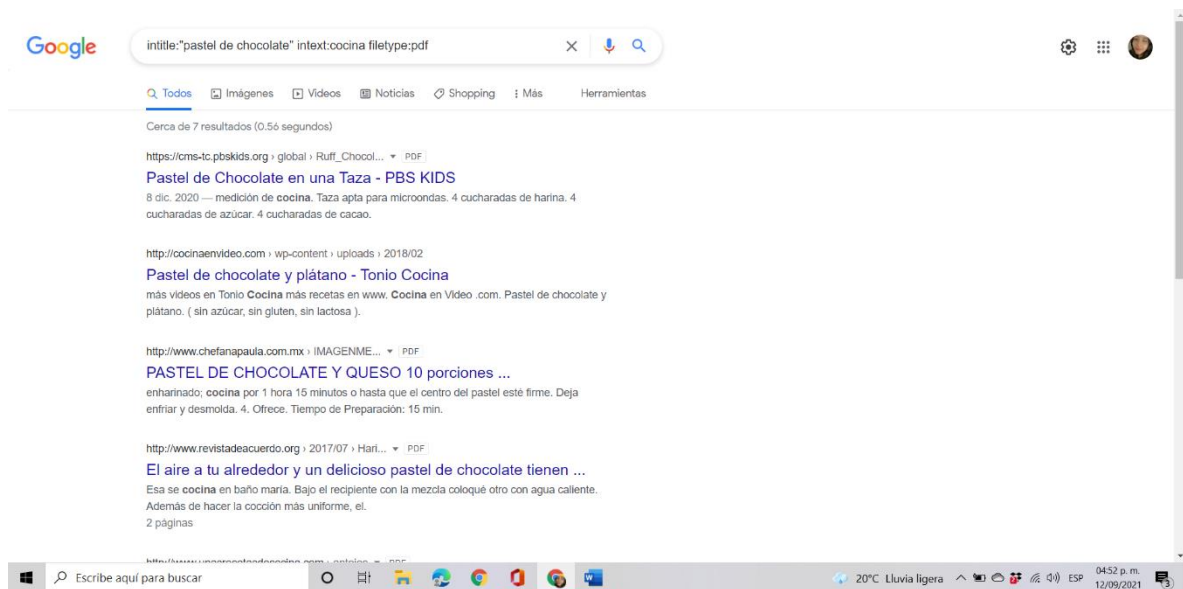 Google
intitle:"pastel de chocolate" intext:cocina filetype:pdf
Todos Imágenes Videos Noticias Shopping Más Herramientas
Cerca de 7 resultados (0.56 segundos)
https://cms-tc.pbskids.org › global › Ruff_Chocol... PDF
Pastel de Chocolate en una Taza - PBS KIDS
8 dic. 2020 — medición de cocina. Taza apta para microondas. 4 cucharadas de harina. 4
cucharadas de azúcar. 4 cucharadas de cacao.
http://cocinaenvideo.com › wp-content › uploads › 2018/02
Pastel de chocolate y plátano - Tonio Cocina
más videos en Tonio Cocina más recetas en www. Cocina en Video .com. Pastel de chocolate y
plátano. ( sin azúcar, sin gluten, sin lactosa ).
http://www.chefanapaula.com.mx › IMAGENME... PDF
PASTEL DE CHOCOLATE Y QUESO 10 porciones ...
enharinado; cocina por 1 hora 15 minutos o hasta que el centro del pastel esté firme. Deja
enfriar y desmolda. 4. Ofrece. Tiempo de Preparación: 15 min.
http://www.revistadeacuerdo.org › 2017/07 › Hari... PDF
El aire a tu alrededor y un delicioso pastel de chocolate tienen ...
Esa se cocina en baño maría. Bajo el recipiente con la mezcla coloqué otro con agua caliente.
Además de hacer la cocción más uniforme, el.
2 páginas
Escribe aquí para buscar
20°C Lluvia ligera ESP
04:52 p. m.
12/09/2021